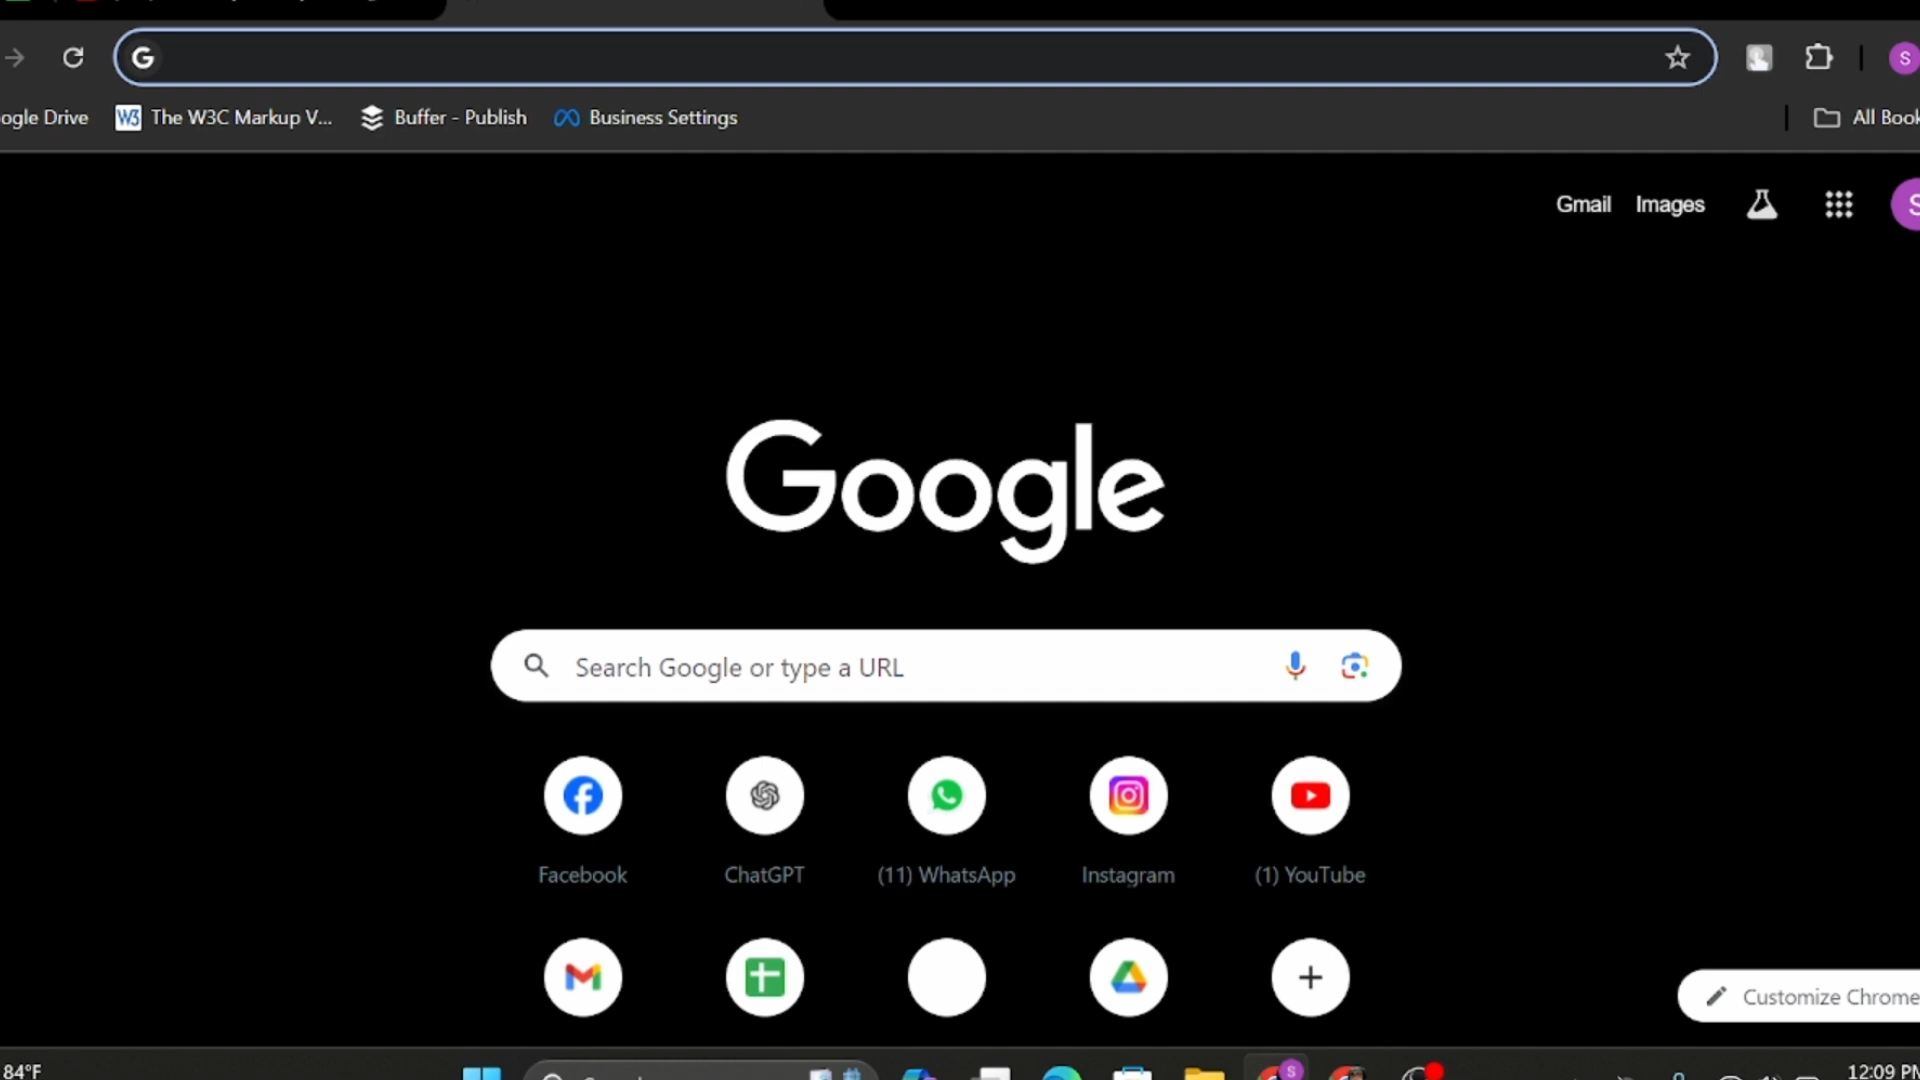 G
ogle Drive
W3 The W3C Markup V...
Buffer - Publish
Business Settings
All Book
Gmail
Images
S
Google
Search Google or type a URL
Facebook
ChatGPT
(11) WhatsApp
Instagram
(1) YouTube
Customize Chrome
84°F
12:09 PM